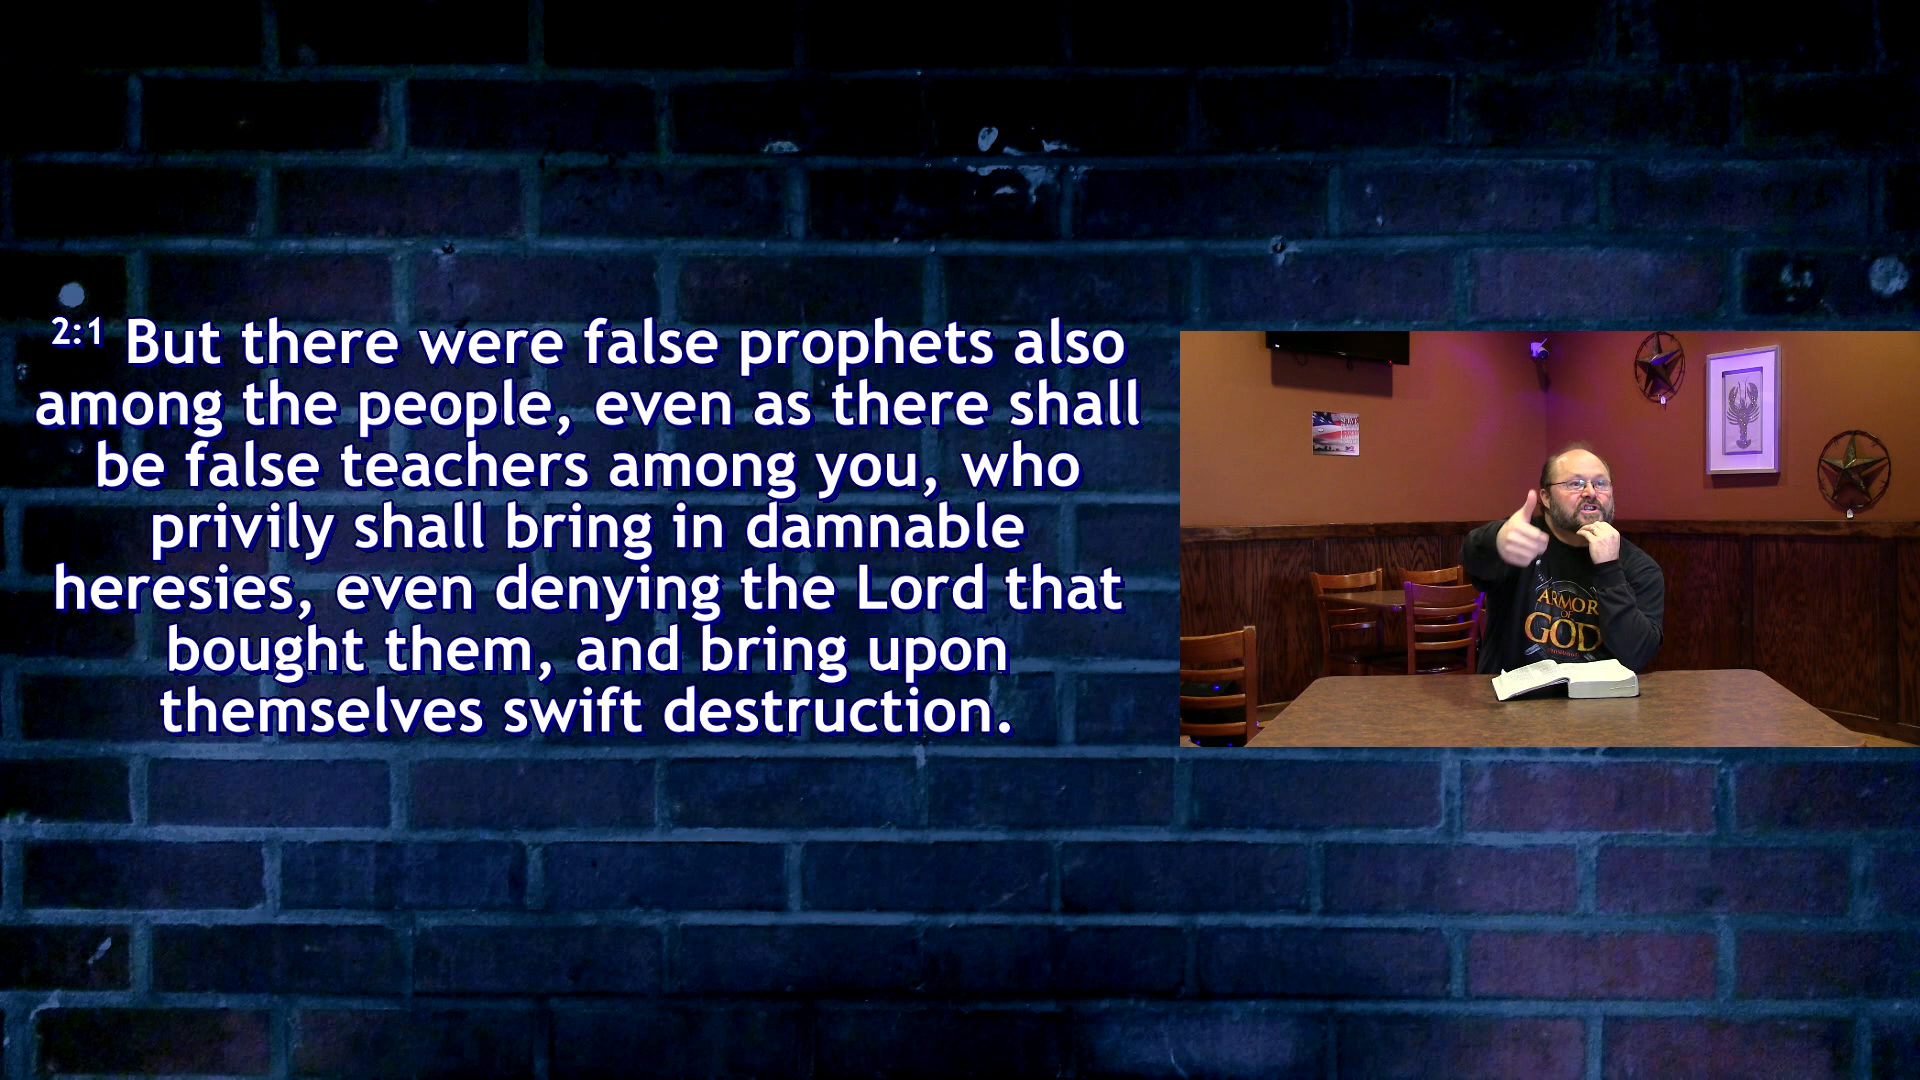 2:1 But there were false prophets also
among the people, even as there shall
be false teachers among you, who
privily shall bring in damnable
heresies, even denying the Lord that
bought them, and bring upon
themselves swift destruction.
ARMOR
OF
GOD